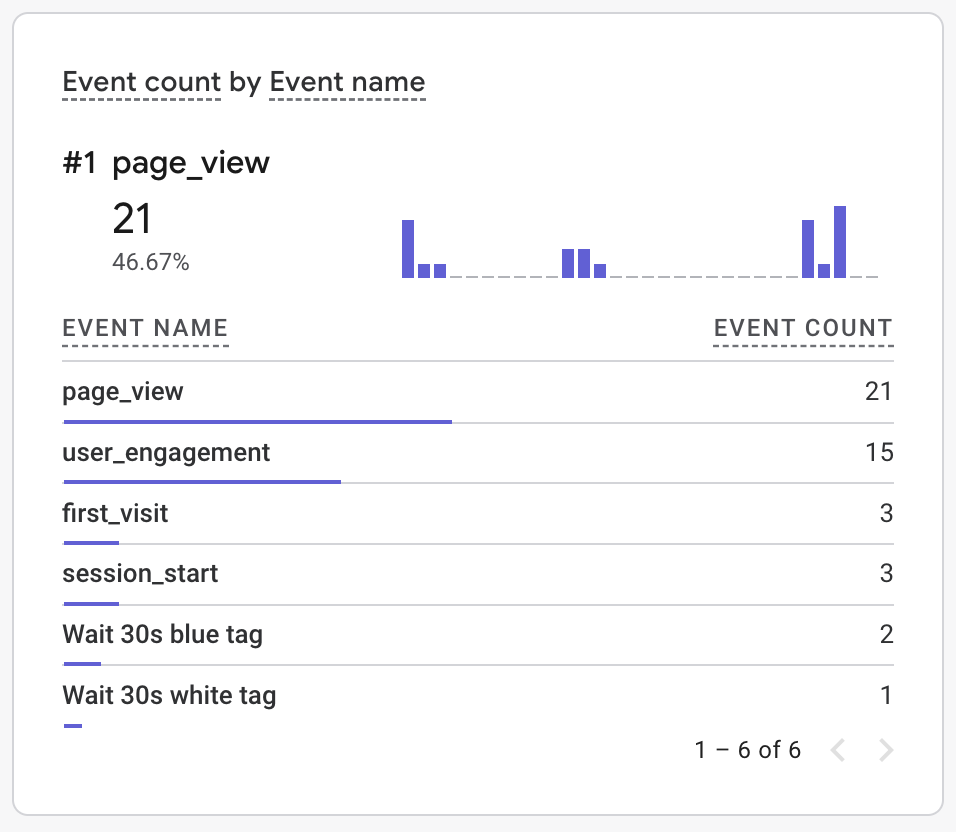 Event count by Event name
#1 page_view
21
46.67%
EVENT NAME EVENT COUNT
page_view 21
user_engagement 15
first_visit 3
session_start 3
Wait 30s blue tag 2
Wait 30s white tag 1
1 – 6 of 6